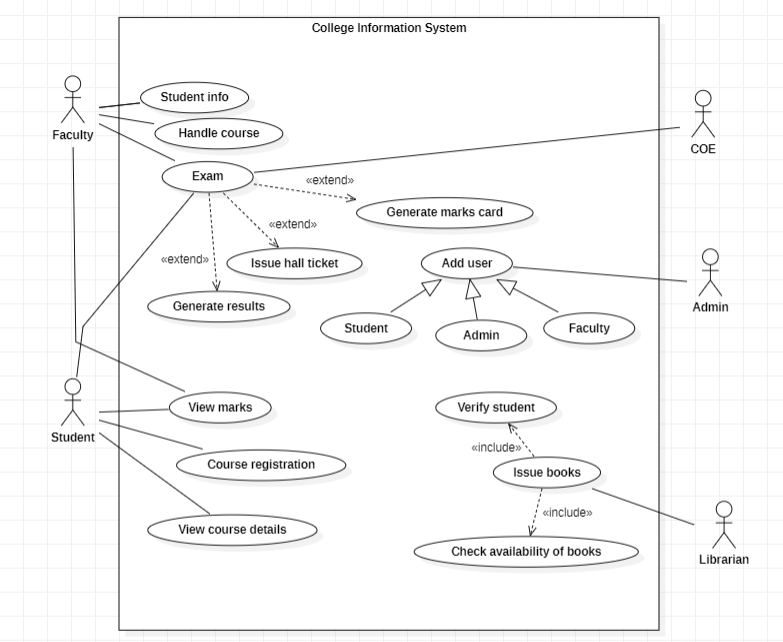 College Information System
Student info
Faculty
Handle course
COE
Exam
«extend»
Generate marks card
«extend»
«extend»
Issue hall ticket
Add user
Generate results
Admin
Student
Admin
Faculty
View marks
Verify student
Student
«include»
Course registration
Issue books
«include»
View course details
Check availability of books
Librarian